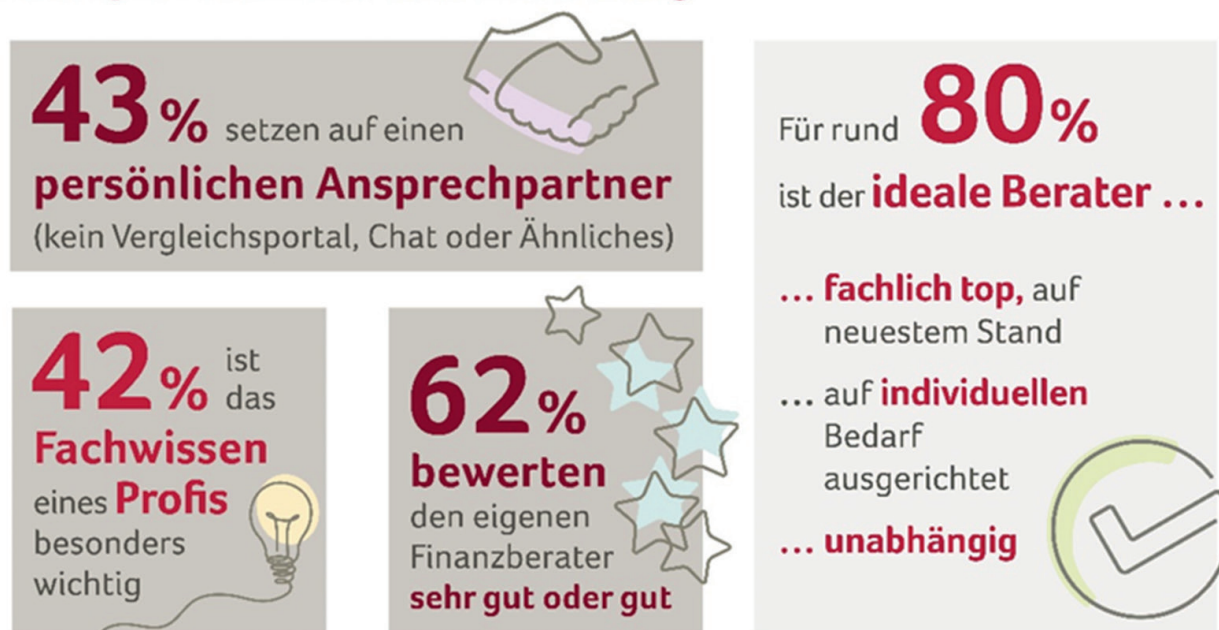 43% setzen auf einen
persönlichen Ansprechpartner
(kein Vergleichsportal, Chat oder Ähnliches)
42% ist
das
Fachwissen
eines Profis
besonders
wichtig
62%
bewerten
den eigenen
Finanzberater
sehr gut oder gut
Für rund 80%
ist der ideale Berater ...
... fachlich top, auf
neuestem Stand
... auf individuellen
Bedarf
ausgerichtet
... unabhängig